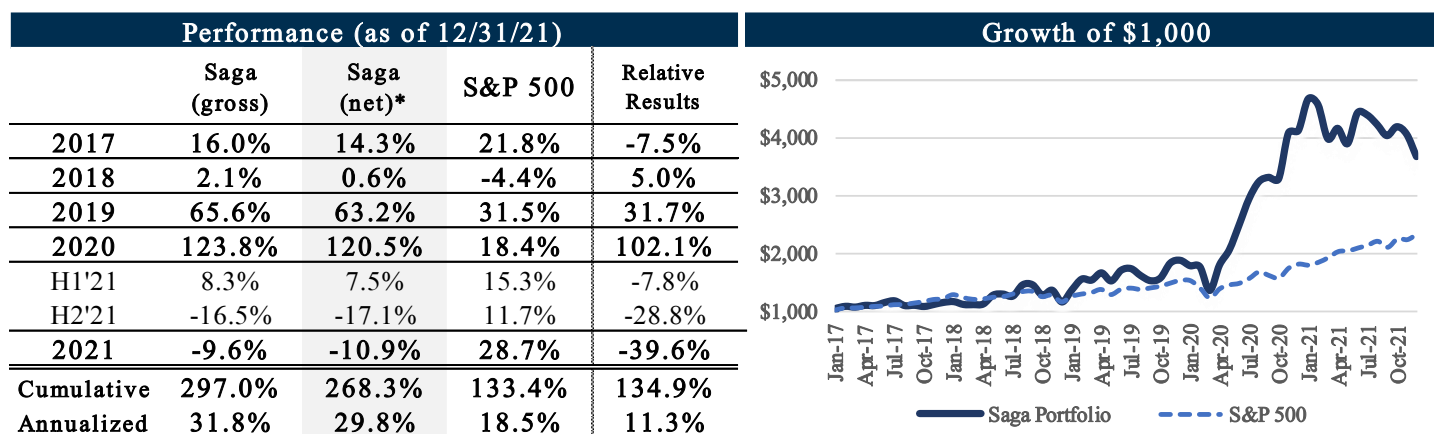 Performance (as of 12/31/21)
Saga (gross) Saga (net)* S&P 500 Relative Results
2017 16.0% 14.3% 21.8% -7.5%
2018 2.1% 0.6% -4.4% 5.0%
2019 65.6% 63.2% 31.5% 31.7%
2020 123.8% 120.5% 18.4% 102.1%
H1'21 8.3% 7.5% 15.3% -7.8%
H2'21 -16.5% -17.1% 11.7% -28.8%
2021 -9.6% -10.9% 28.7% -39.6%
Cumulative 297.0% 268.3% 133.4% 134.9%
Annualized 31.8% 29.8% 18.5% 11.3%
Growth of $1,000
$5,000
$4,000
$3,000
$2,000
$1,000
Jan-17 Apr-17 Jul-17 Oct-17 Jan-18 Apr-18 Jul-18 Oct-18 Jan-19 Apr-19 Jul-19 Oct-19 Jan-20 Apr-20 Jul-20 Oct-20 Jan-21 Apr-21 Jul-21 Oct-21
Saga Portfolio S&P 500